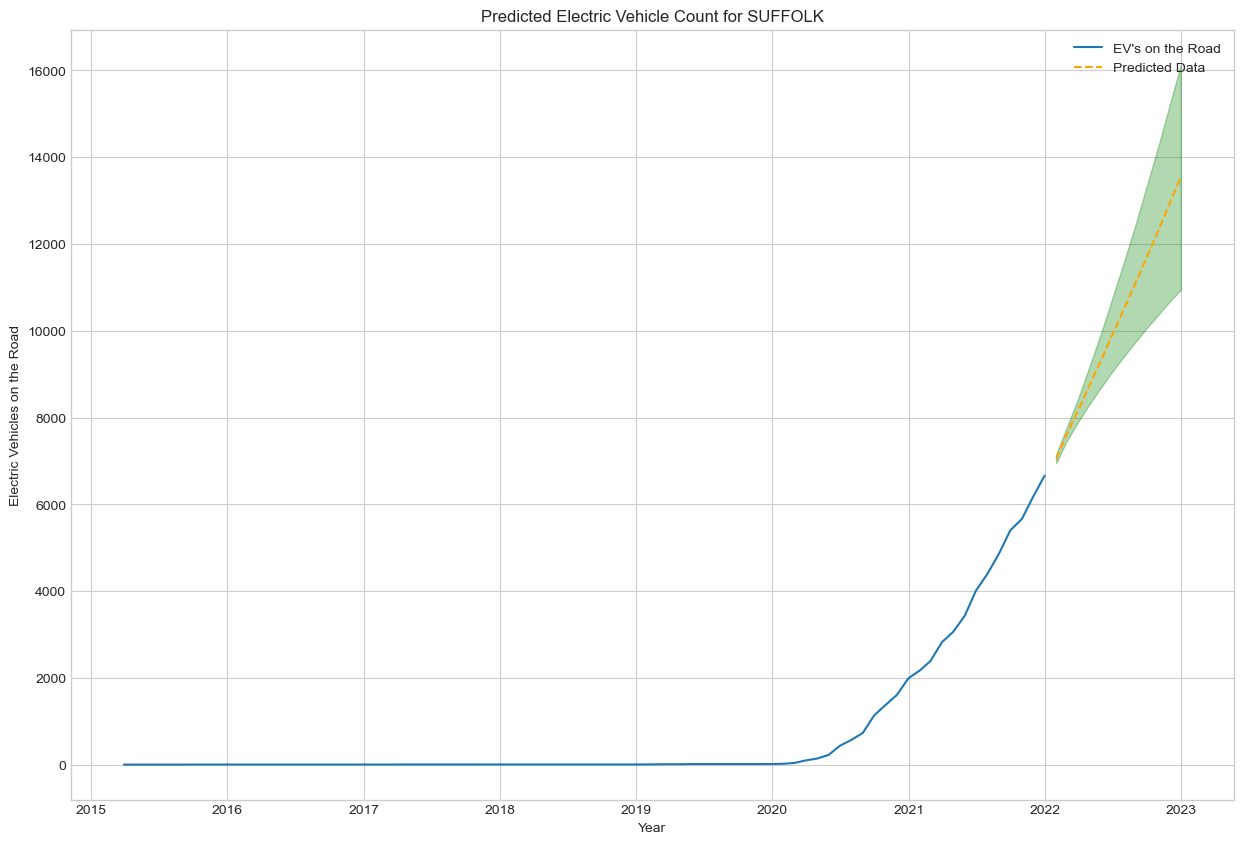 Predicted Electric Vehicle Count for SUFFOLK
EV's on the Road
Predicted Data
16000
14000
12000
10000
8000
6000
4000
2000
0
Electric Vehicles on the Road
2015 2016 2017 2018 2019 2020 2021 2022 2023
Year